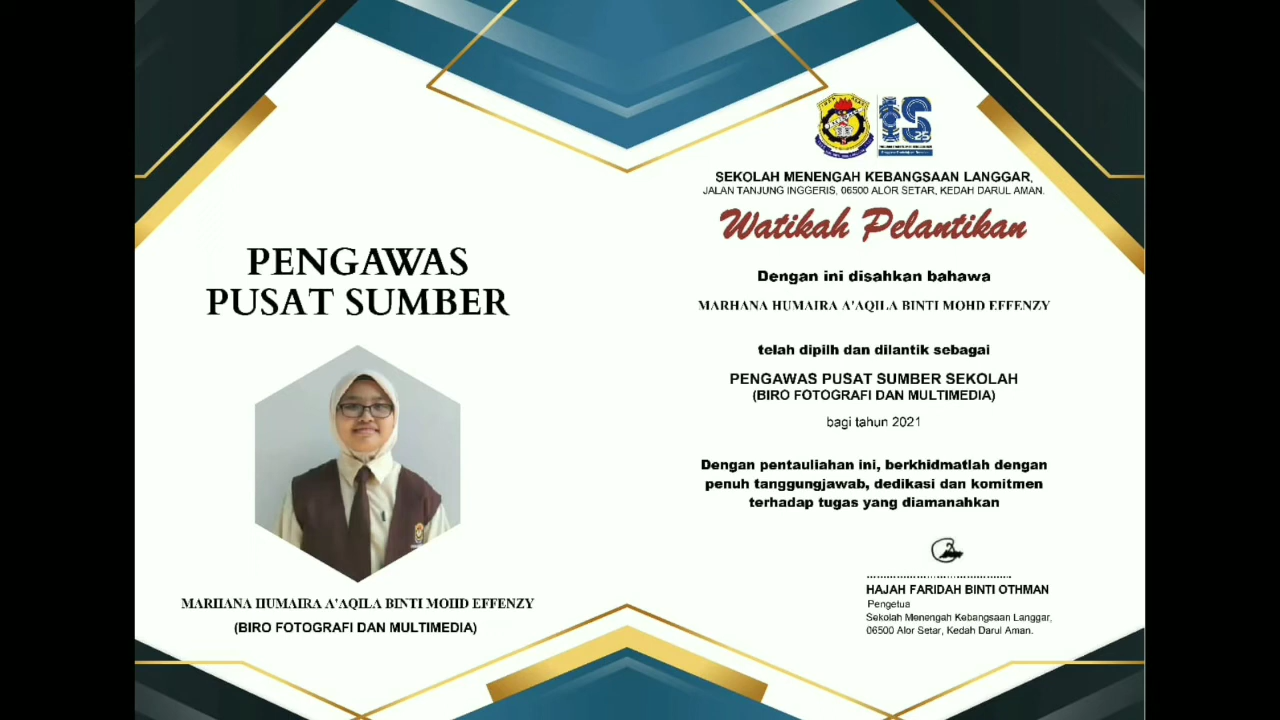 PENGAWAS
PUSAT SUMBER
MARHANA HUMAIRA A'AQILA BINTI MOHD EFFENZY
(BIRO FOTOGRAFI DAN MULTIMEDIA)
IS
25
SEKOLAH MENENGAH KEBANGSAAN LANGGAR,
JALAN TANJUNG INGGERIS, 06500 ALOR SETAR, KEDAH DARUL AMAN.
Watikah Pelantikan
Dengan ini disahkan bahawa
MARHANA HUMAIRA A'AQILA BINTI MOHD EFFENZY
telah dipilh dan dilantik sebagai
PENGAWAS PUSAT SUMBER SEKOLAH
(BIRO FOTOGRAFI DAN MULTIMEDIA)
bagi tahun 2021
Dengan pentauliahan ini, berkhidmatlah dengan
penuh tanggungjawab, dedikasi dan komitmen
terhadap tugas yang diamanahkan
HAJAH FARIDAH BINTI OTHMAN
Pengetua
Sekolah Menengah Kebangsaan Langgar,
06500 Alor Setar, Kedah Darul Aman.